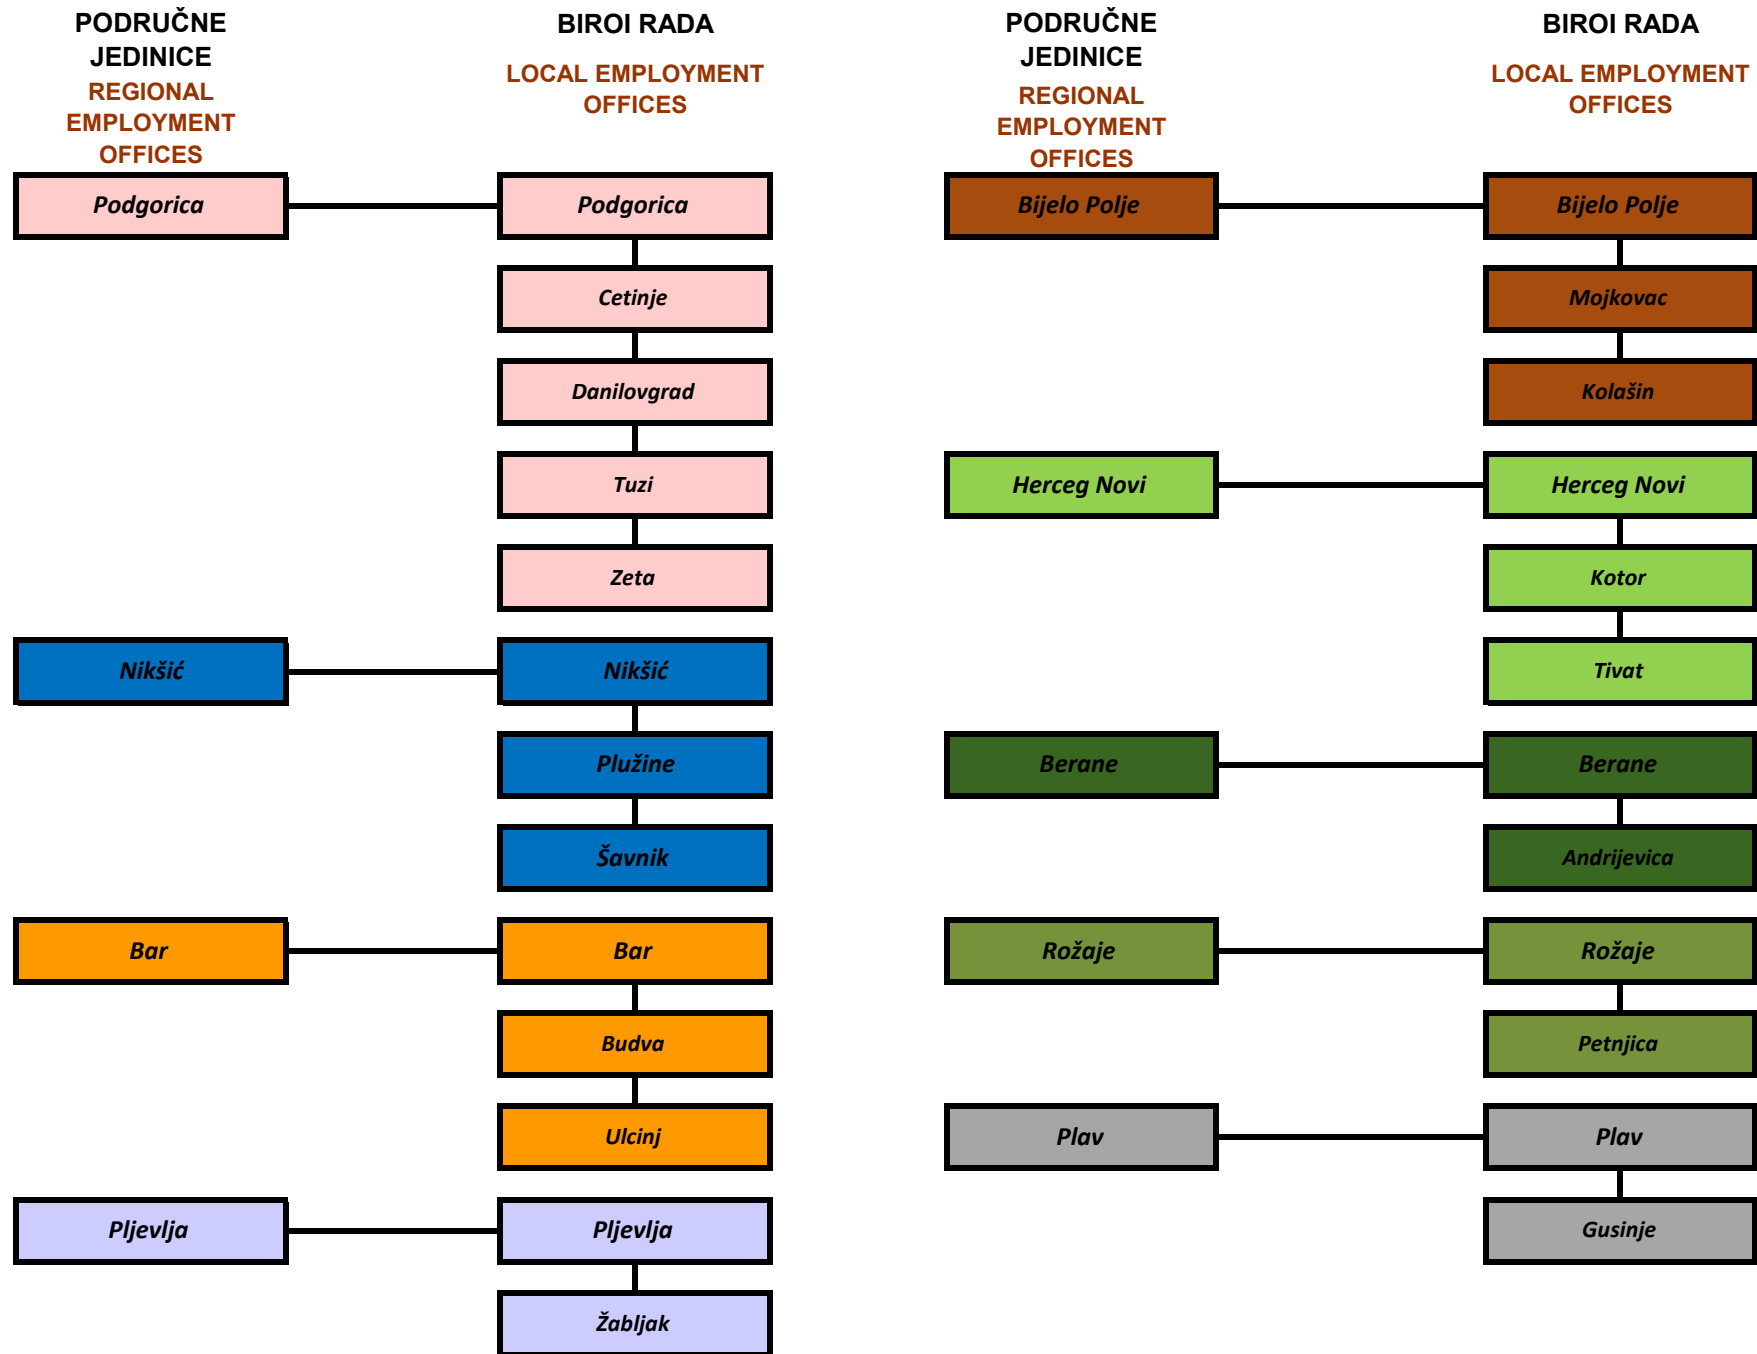 PODRUČNE
JEDINICE
REGIONAL
EMPLOYMENT
OFFICES
BIROI RADA
LOCAL EMPLOYMENT
OFFICES
Podgorica
Podgorica
Cetinje
Danilovgrad
Tuzi
Zeta
Nikšić
Nikšić
Plužine
Šavnik
Bar
Bar
Budva
Ulcinj
Pljevlja
Pljevlja
Žabljak
PODRUČNE
JEDINICE
REGIONAL
EMPLOYMENT
OFFICES
BIROI RADA
LOCAL EMPLOYMENT
OFFICES
Bijelo Polje
Bijelo Polje
Mojkovac
Kolašin
Herceg Novi
Herceg Novi
Kotor
Tivat
Berane
Berane
Andrijevica
Rožaje
Rožaje
Petnjica
Plav
Plav
Gusinje